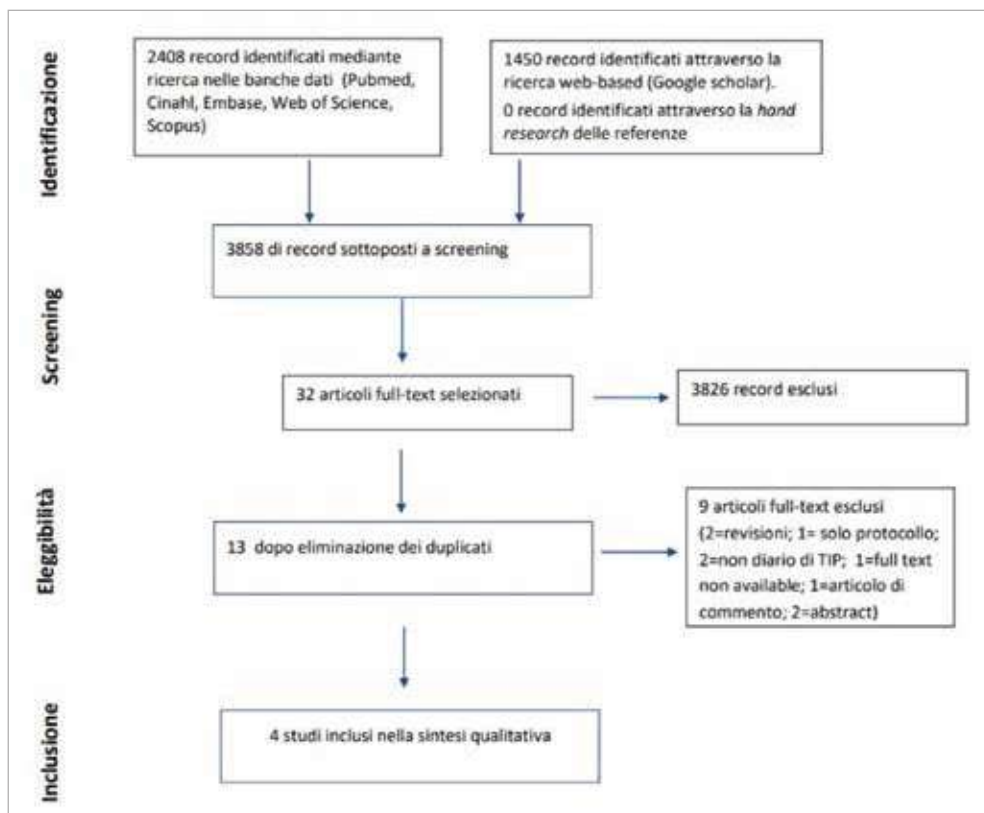 Identificazione
2408 record identificati mediante
ricerca nelle banche dati (Pubmed,
Cinahl, Embase, Web of Science,
Scopus)
1450 record identificati attraverso la
ricerca web-based (Google scholar).
0 record identificati attraverso la hand
research delle referenze
3858 di record sottoposti a screening
Screening
32 articoli full-text selezionati
3826 record esclusi
Eleggibilità
13 dopo eliminazione dei duplicati
9 articoli full-text esclusi
(2=revisioni; 1= solo protocollo;
2=non diario di TIP; 1=full text
non available; 1=articolo di
commento; 2=abstract)
Inclusione
4 studi inclusi nella sintesi qualitativa